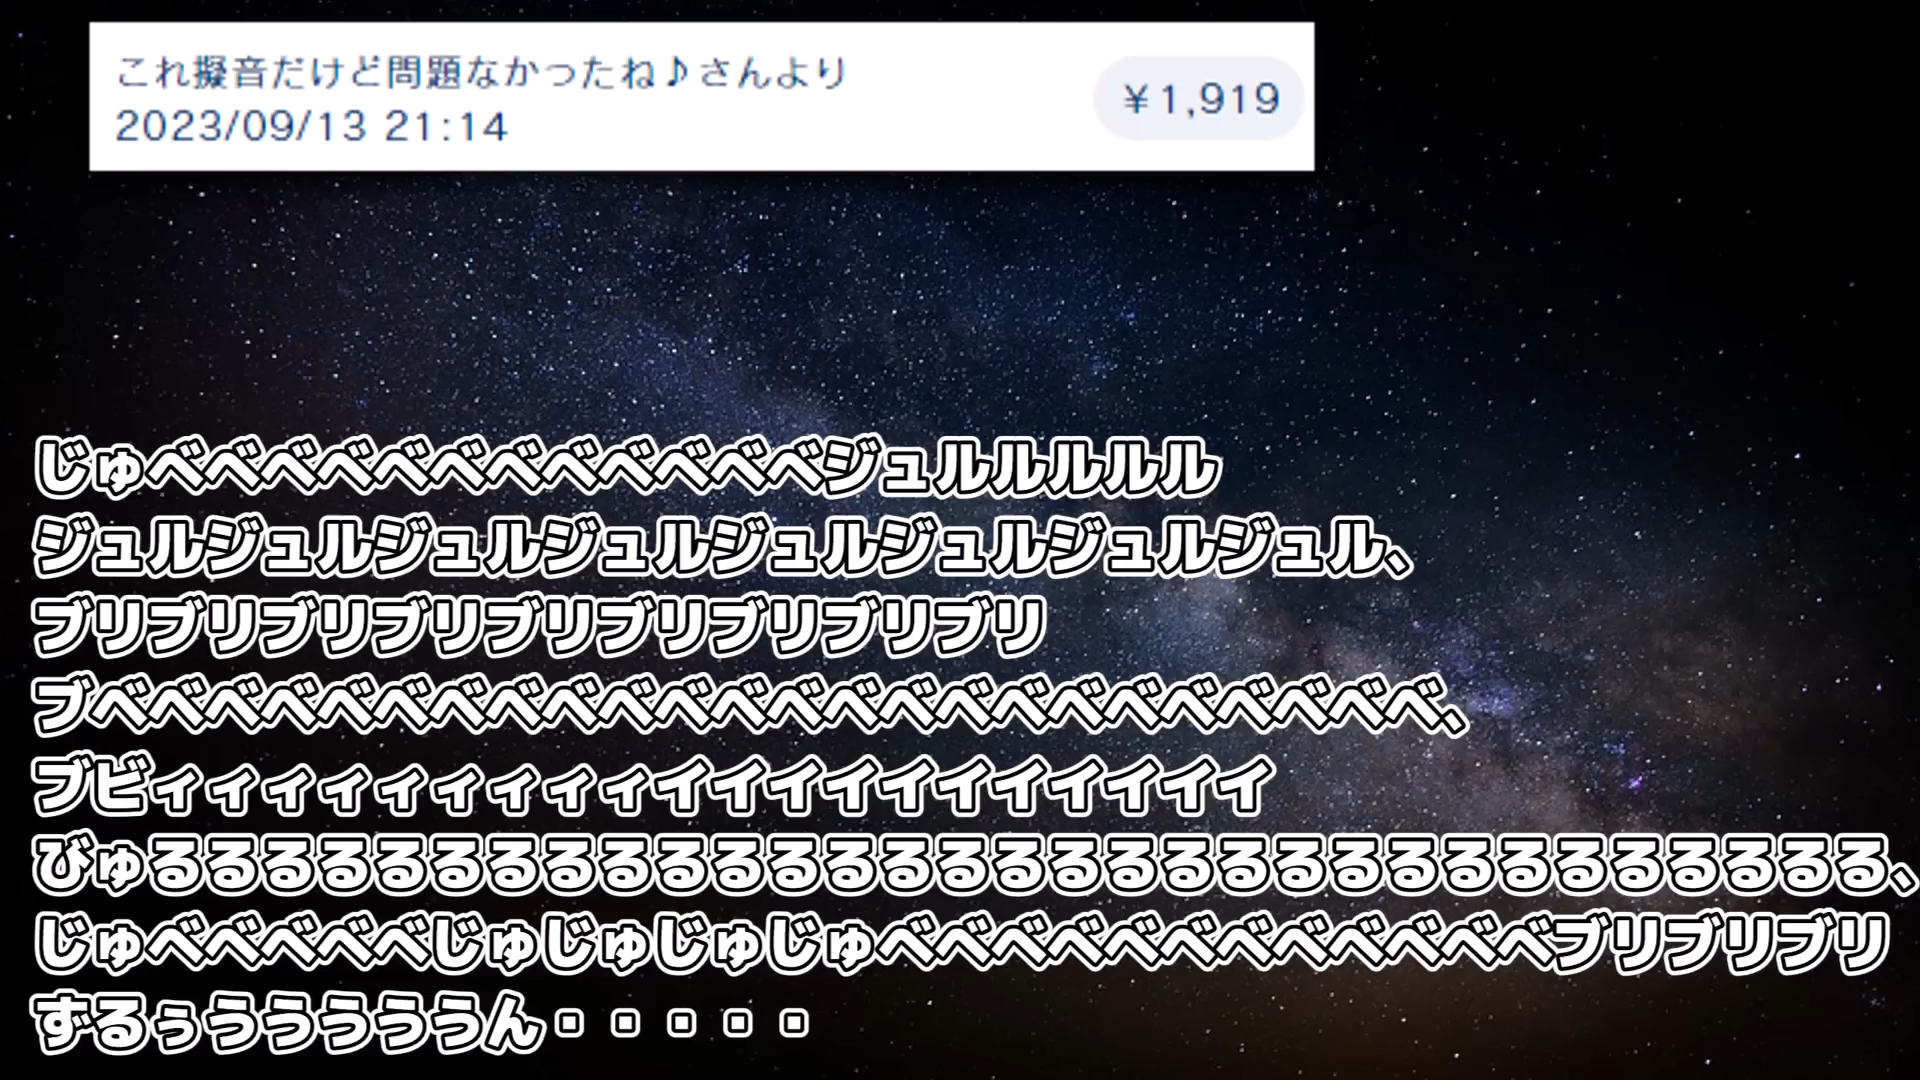 これ擬音だけど問題なかったね♪さんより
2023/09/13 21:14
¥1,919
じゅべべべべべべべべべべべべジュルルルルル
ジュルジュルジュルジュルジュルジュルジュルジュル、
ブリブリブリブリブリブリブリブリブリ
ブべべべべべべべべべべべべべべべべべべべべべべべべ、
ブビィィィィィィィィィイイイイイイイイイイイ
びゅるるるるるるるるるるるるるるるるるるるるるるるるるるるるるるる、
じゅべべべべべじゅじゅじゅじゅべべべべべべべべべべべべブリブリブリ
ずるぅうううううん・・・・・